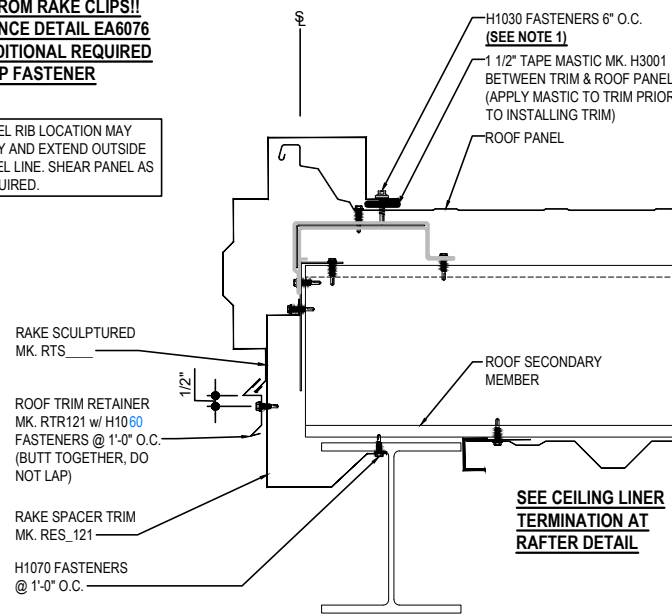 ROM RAKE CLIPS!!
NCE DETAIL EA6076
DITIONAL REQUIRED
P FASTENER
EL RIB LOCATION MAY
Y AND EXTEND OUTSIDE
EL LINE. SHEAR PANEL AS
UIRED.
H1030 FASTENERS 6" O.C.
(SEE NOTE 1)
1 1/2" TAPE MASTIC MK. H3001
BETWEEN TRIM & ROOF PANEL
(APPLY MASTIC TO TRIM PRIOR
TO INSTALLING TRIM)
ROOF PANEL
RAKE SCULPTURED
MK. RTS___
1/2"
ROOF TRIM RETAINER
MK. RTR121 w/ H1060
FASTENERS @ 1'-0" O.C.
(BUTT TOGETHER, DO
NOT LAP)
RAKE SPACER TRIM
MK. RES_121
H1070 FASTENERS
@ 1'-0" O.C.
ROOF SECONDARY
MEMBER
SEE CEILING LINER
TERMINATION AT
RAFTER DETAIL